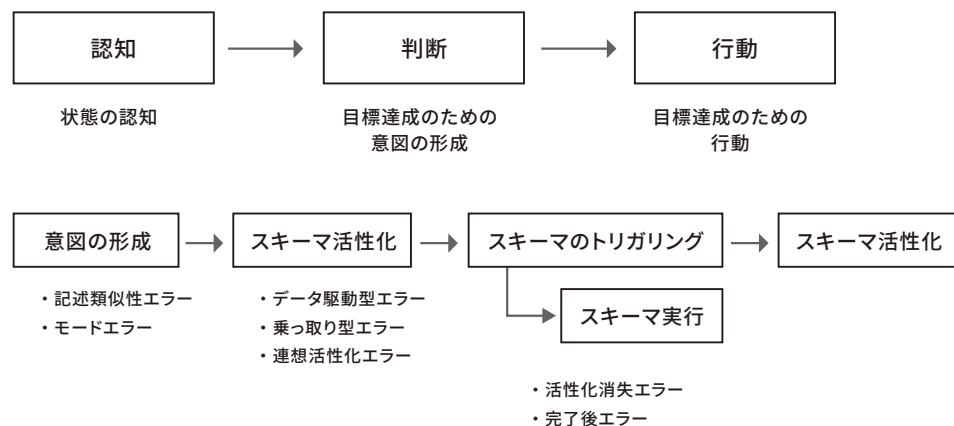 認知
判断
行動
状態の認知
目標達成のための
意図の形成
目標達成のための
行動
意図の形成
スキーマ活性化
スキーマのトリガリング
スキーマ活性化
・記述類似性エラー
・モードエラー
・データ駆動型エラー
・乗っ取り型エラー
・連想活性化エラー
スキーマ実行
・活性化消失エラー
・完了後エラー